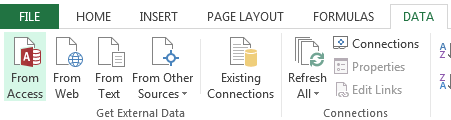 FILE HOME INSERT PAGE LAYOUT FORMULAS DATA
From Access
From Web
From Text
From Other Sources
Existing Connections
Refresh All
Connections
Properties
Edit Links
A Z
Z A
Get External Data
Connections